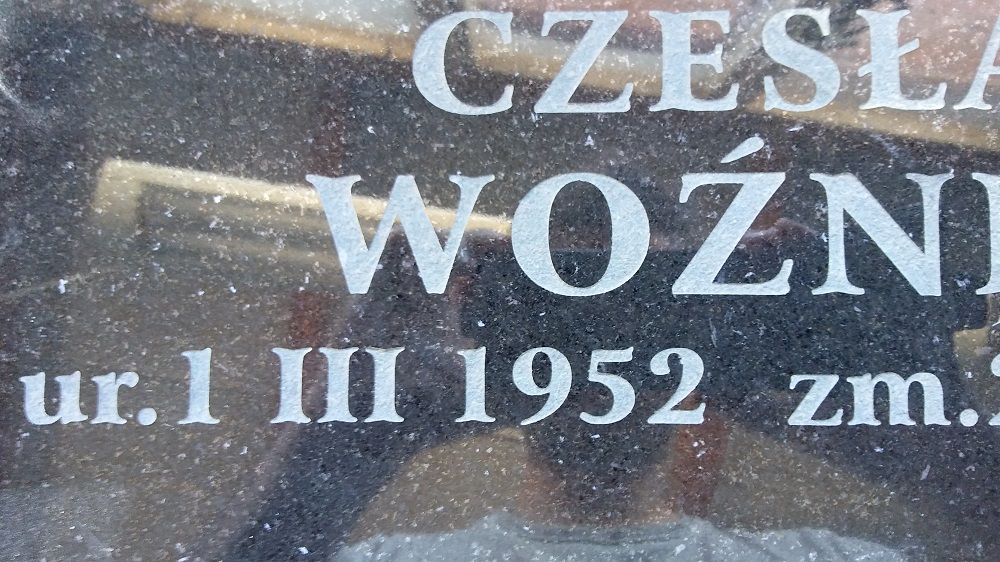 CZESŁA
WOŹN
ur. 1 III 1952 zm.